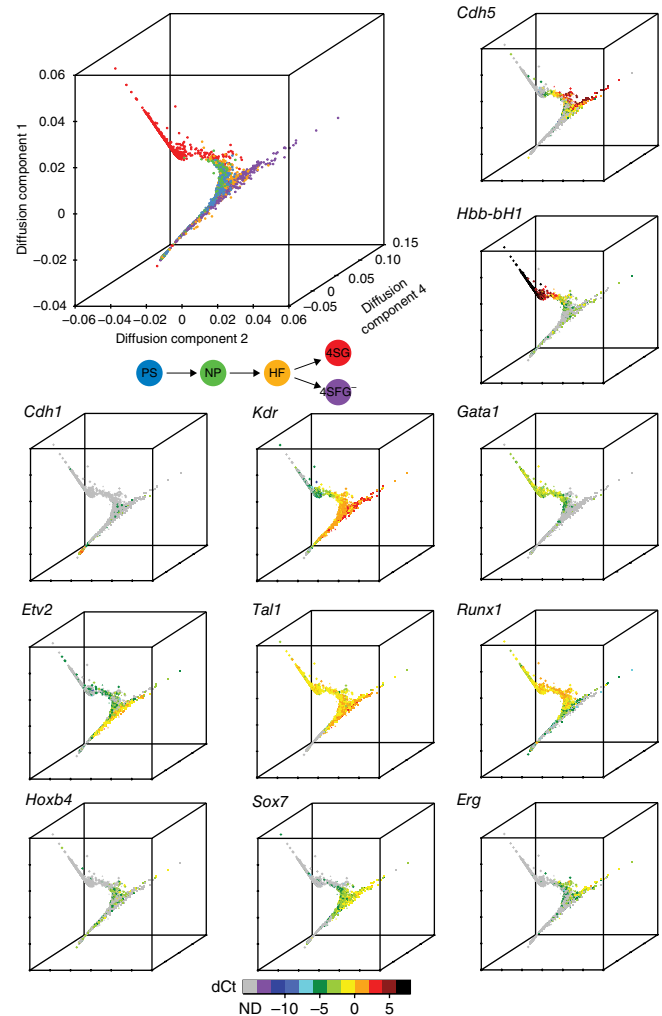 Cdh5
0.06
0.04
0.02
0
−0.02
−0.04
Diffusion component 1
−0.06 −0.04 −0.02 0 0.02 0.04 0.06
Diffusion component 2
−0.05
0
0.05
0.10
0.15
Diffusion
component 4
Hbb-bH1
PS NP HF 4SG 4SFG−
Cdh1 Kdr Gata1
Etv2 Tal1 Runx1
Hoxb4 Sox7 Erg
dCt
ND −10 −5 0 5